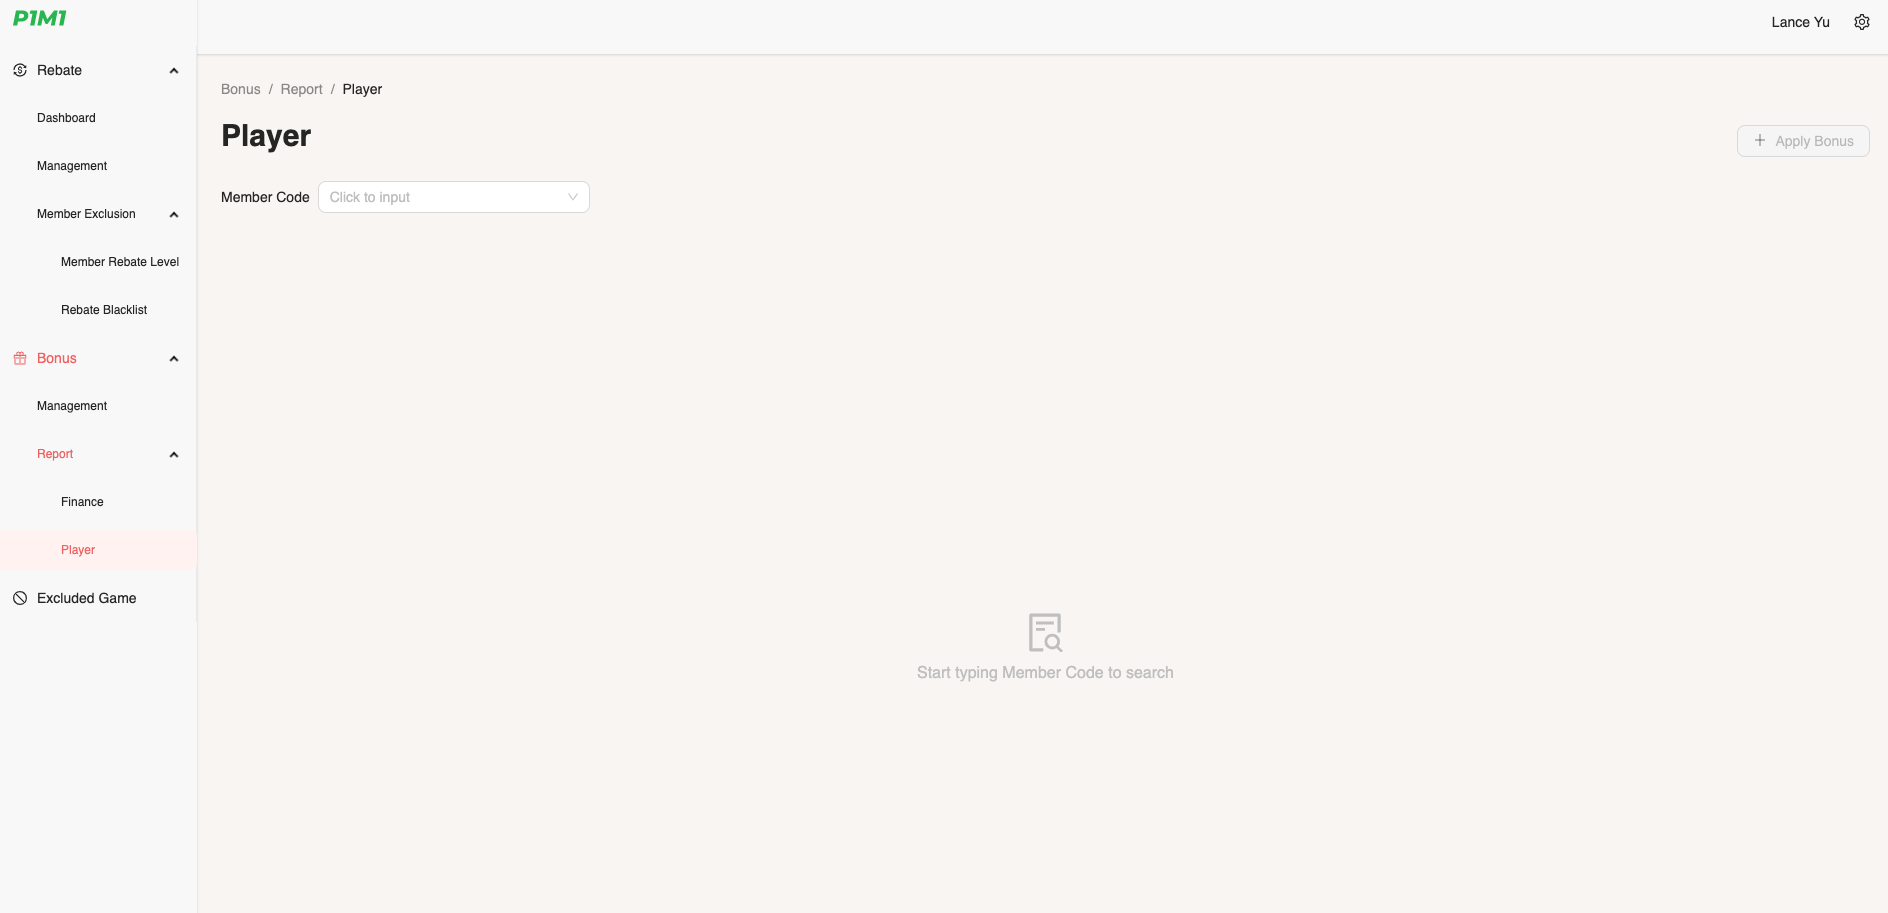 P1M1
Lance Yu
Rebate
Dashboard
Management
Member Exclusion
Member Rebate Level
Rebate Blacklist
Bonus
Management
Report
Finance
Player
Excluded Game
Bonus / Report / Player
Player
+ Apply Bonus
Member Code Click to input
Start typing Member Code to search